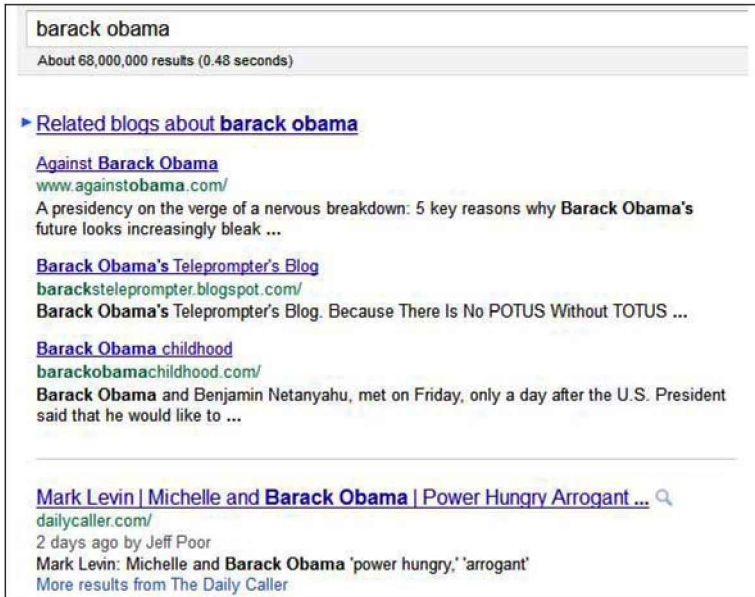 barack obama
About 68,000,000 results (0.48 seconds)
Related blogs about barack obama
Against Barack Obama
www.againstobama.com/
A presidency on the verge of a nervous breakdown: 5 key reasons why Barack Obama's
future looks increasingly bleak ...
Barack Obama's Teleprompter's Blog
baracksteleprompter.blogspot.com/
Barack Obama's Teleprompter's Blog. Because There Is No POTUS Without TOTUS ...
Barack Obama childhood
barackobamachildhood.com/
Barack Obama and Benjamin Netanyahu, met on Friday, only a day after the U.S. President
said that he would like to ...
Mark Levin | Michelle and Barack Obama | Power Hungry Arrogant ...
dailycaller.com/
2 days ago by Jeff Poor
Mark Levin: Michelle and Barack Obama 'power hungry,' 'arrogant'
More results from The Daily Caller